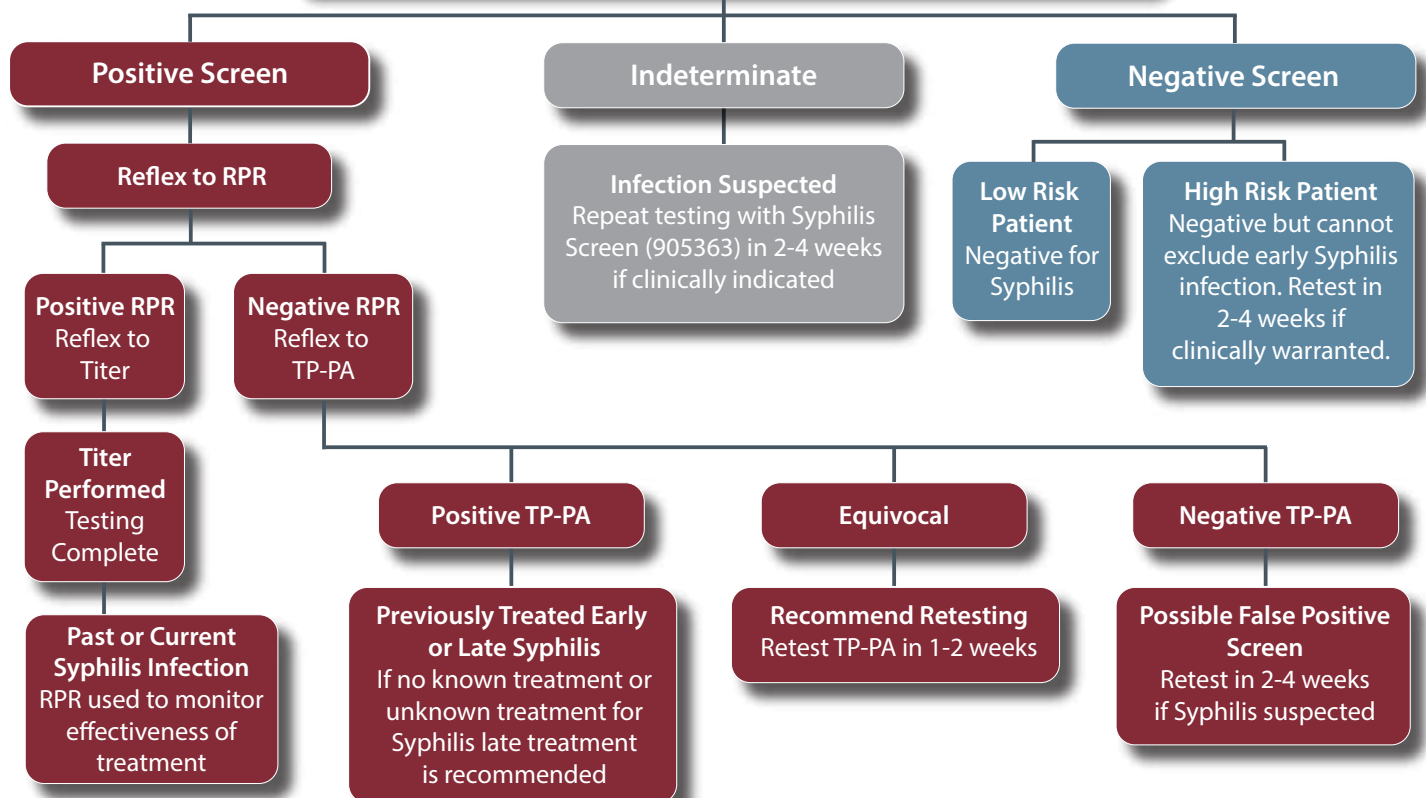 Positive Screen
Indeterminate
Negative Screen
Reflex to RPR
Infection Suspected
Repeat testing with Syphilis
Screen (905363) in 2-4 weeks
if clinically indicated
Low Risk
Patient
Negative for
Syphilis
High Risk Patient
Negative but cannot
exclude early Syphilis
infection. Retest in
2-4 weeks if
clinically warranted.
Positive RPR
Reflex to
Titer
Negative RPR
Reflex to
TP-PA
Titer
Performed
Testing
Complete
Past or Current
Syphilis Infection
RPR used to monitor
effectiveness of
treatment
Positive TP-PA
Equivocal
Negative TP-PA
Previously Treated Early
or Late Syphilis
If no known treatment or
unknown treatment for
Syphilis late treatment
is recommended
Recommend Retesting
Retest TP-PA in 1-2 weeks
Possible False Positive
Screen
Retest in 2-4 weeks
if Syphilis suspected